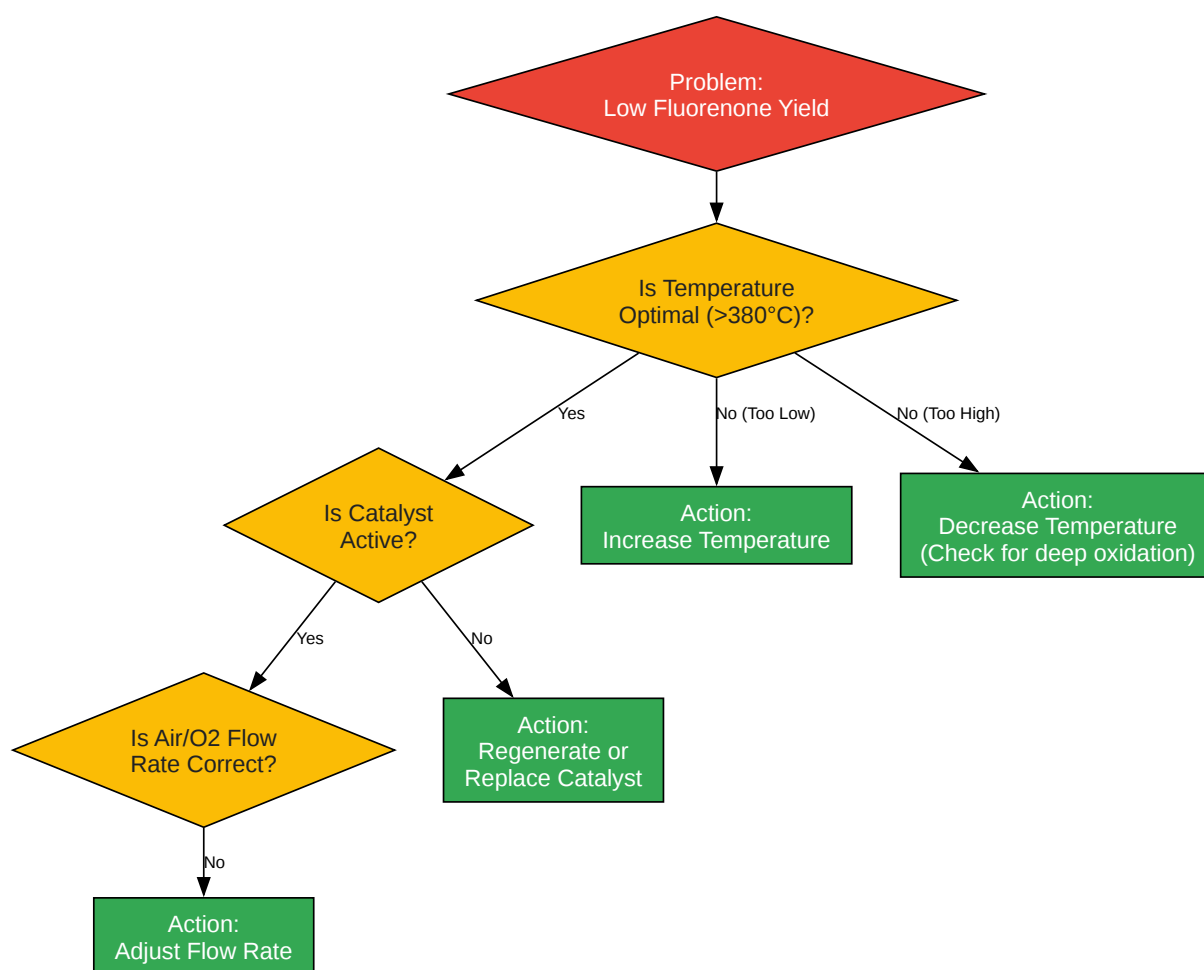 Problem:
Low Fluorenone Yield
Is Temperature
Optimal (>380°C)?
Yes
No (Too Low)
No (Too High)
Is Catalyst
Active?
Action:
Increase Temperature
Action:
Decrease Temperature
(Check for deep oxidation)
Yes
No
Is Air/O2 Flow
Rate Correct?
Action:
Regenerate or
Replace Catalyst
No
Action:
Adjust Flow Rate